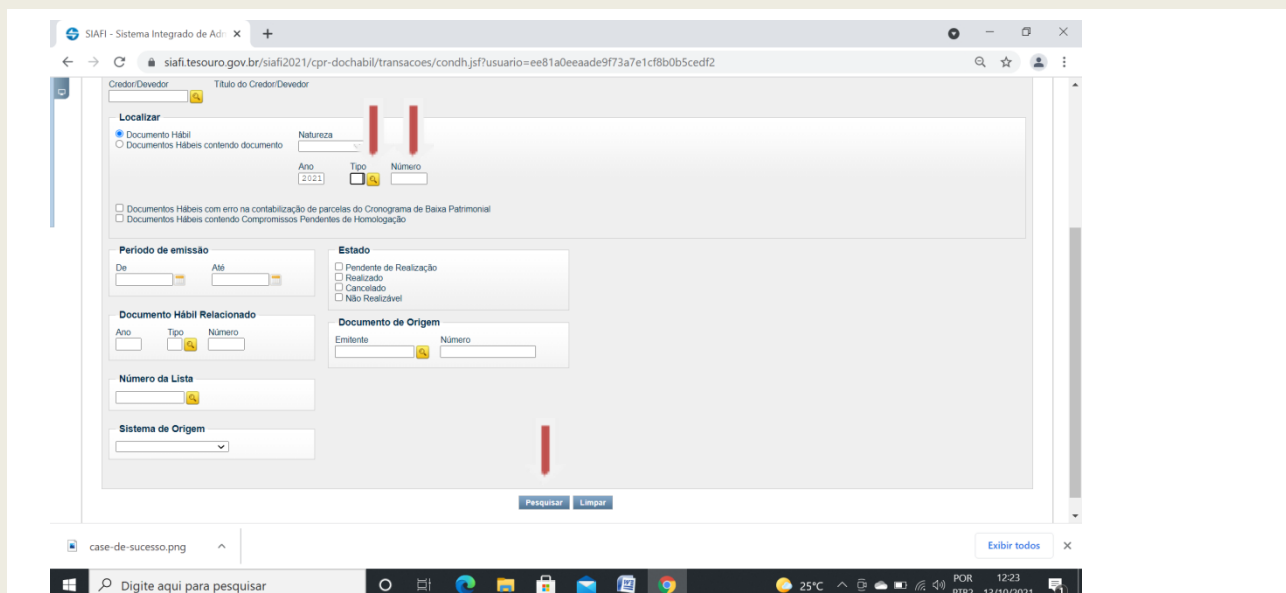 SIAFI - Sistema Integrado de Adm
siafi.tesouro.gov.br/siafi2021/cpr-dochabil/transacoes/condh.jsf?usuario=ee81a0eeaade9f73a7e1cf8b0b5cedf2
Credor/Devedor Título do Credor/Devedor
Localizar
Documento Hábil Natureza
Documentos Hábeis contendo documento
Ano Tipo Número
2021
Documentos Hábeis com erro na contabilização de parcelas do Cronograma de Baixa Patrimonial
Documentos Hábeis contendo Compromissos Pendentes de Homologação
Período de emissão Estado
De Até Pendente de Realização
Realizado
Cancelado
Não Realizável
Documento Hábil Relacionado Documento de Origem
Ano Tipo Número Emitente Número
Número da Lista
Sistema de Origem
Pesquisar Limpar
case-de-sucesso.png Exibir todos
Digite aqui para pesquisar 25°C POR 12:23
PTB2 13/10/2021